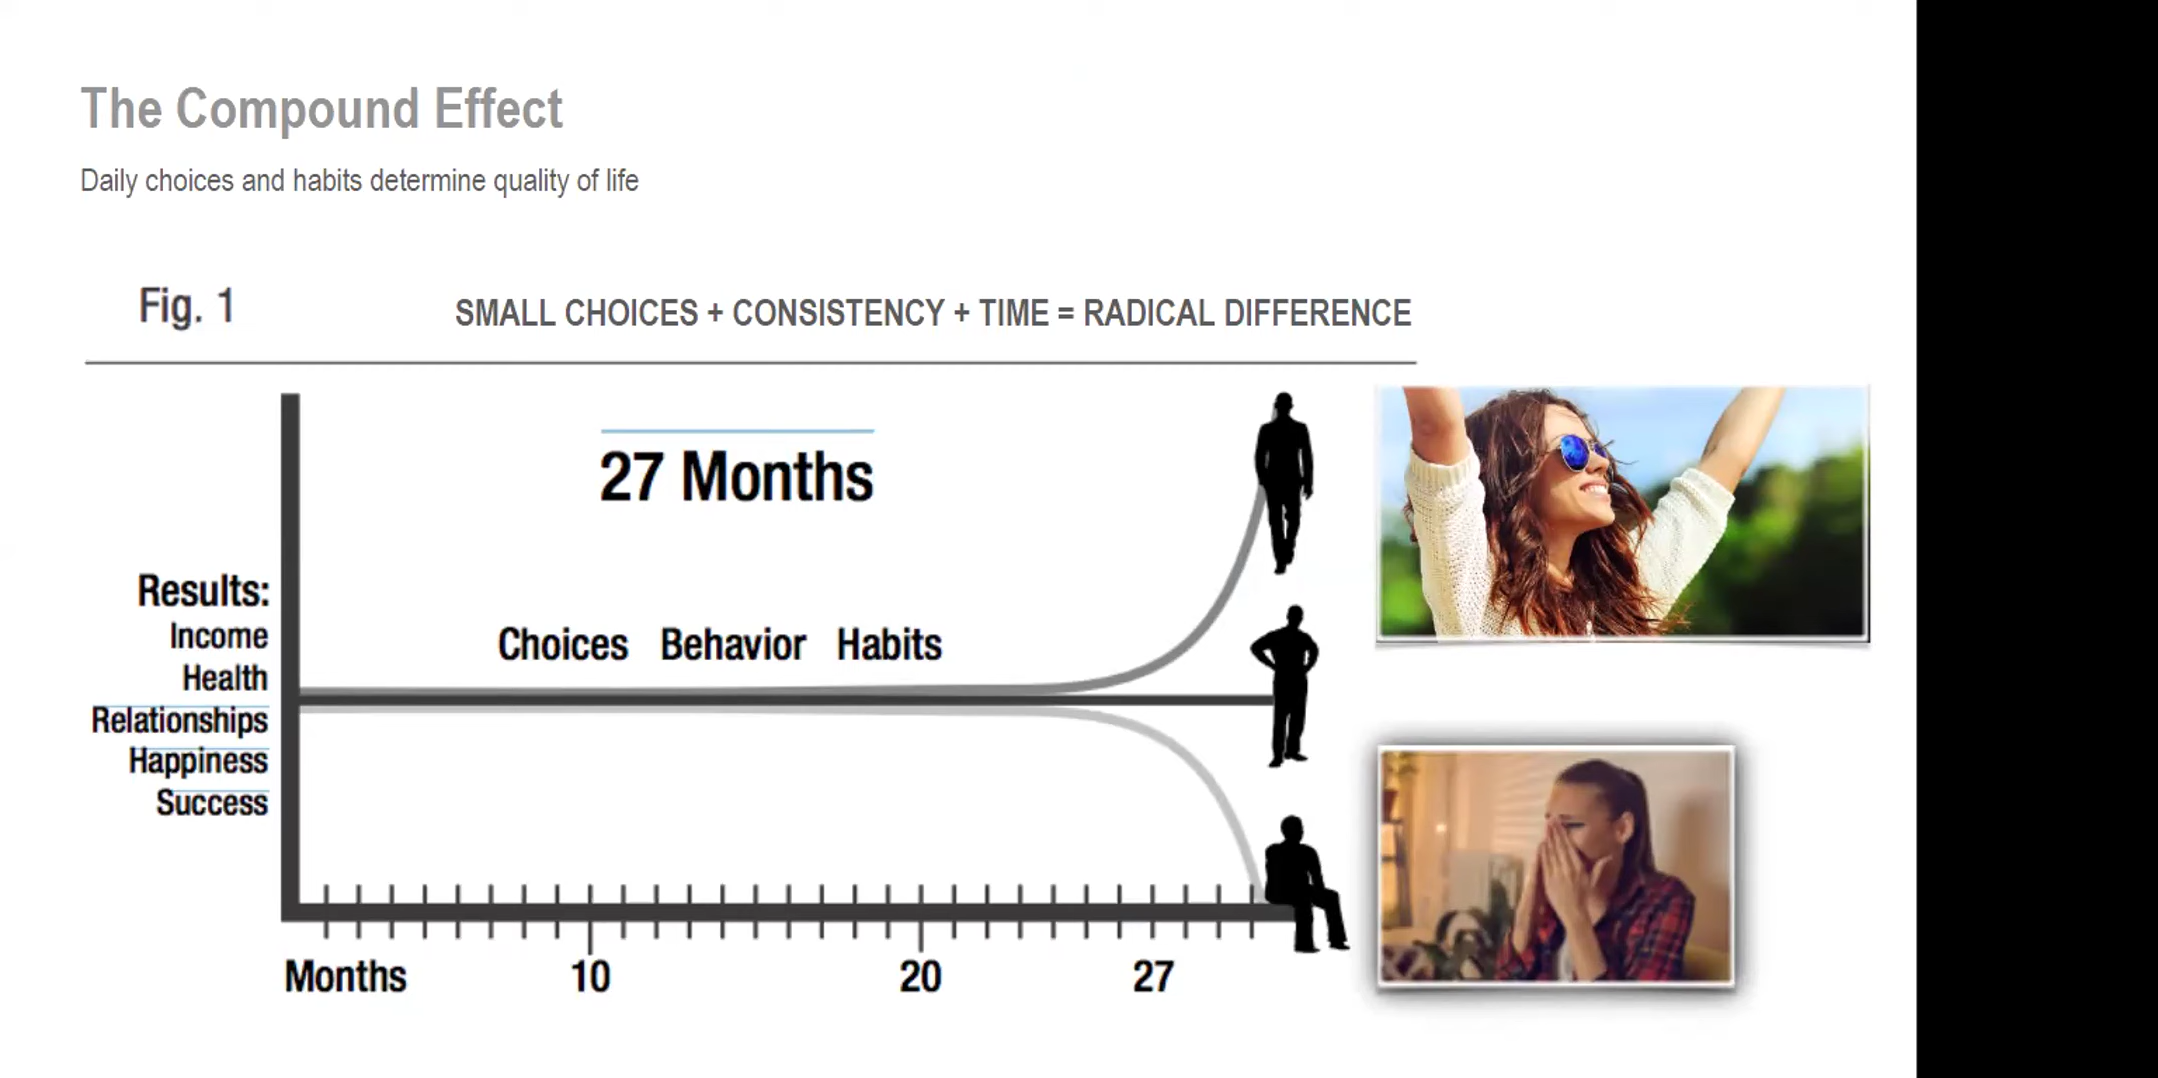 The Compound Effect
Daily choices and habits determine quality of life
Fig. 1
SMALL CHOICES + CONSISTENCY + TIME = RADICAL DIFFERENCE
27 Months
Results:
Income
Health
Relationships
Happiness
Success
Choices Behavior Habits
Months 10 20 27